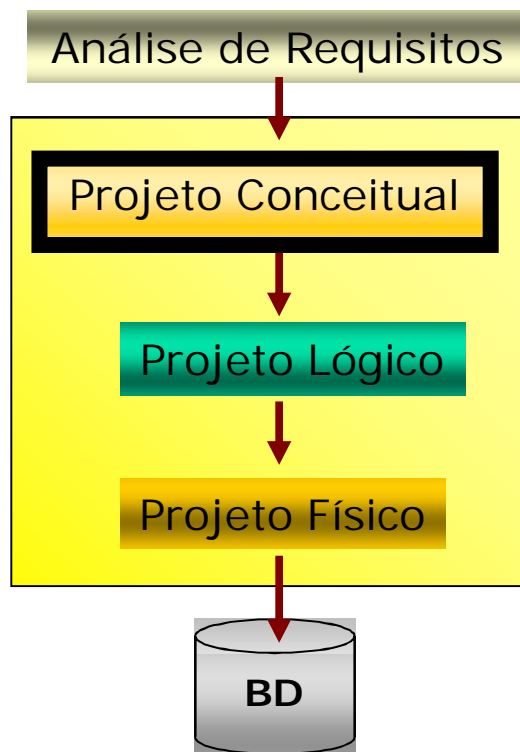 Análise de Requisitos
Projeto Conceitual
Projeto Lógico
Projeto Físico
BD